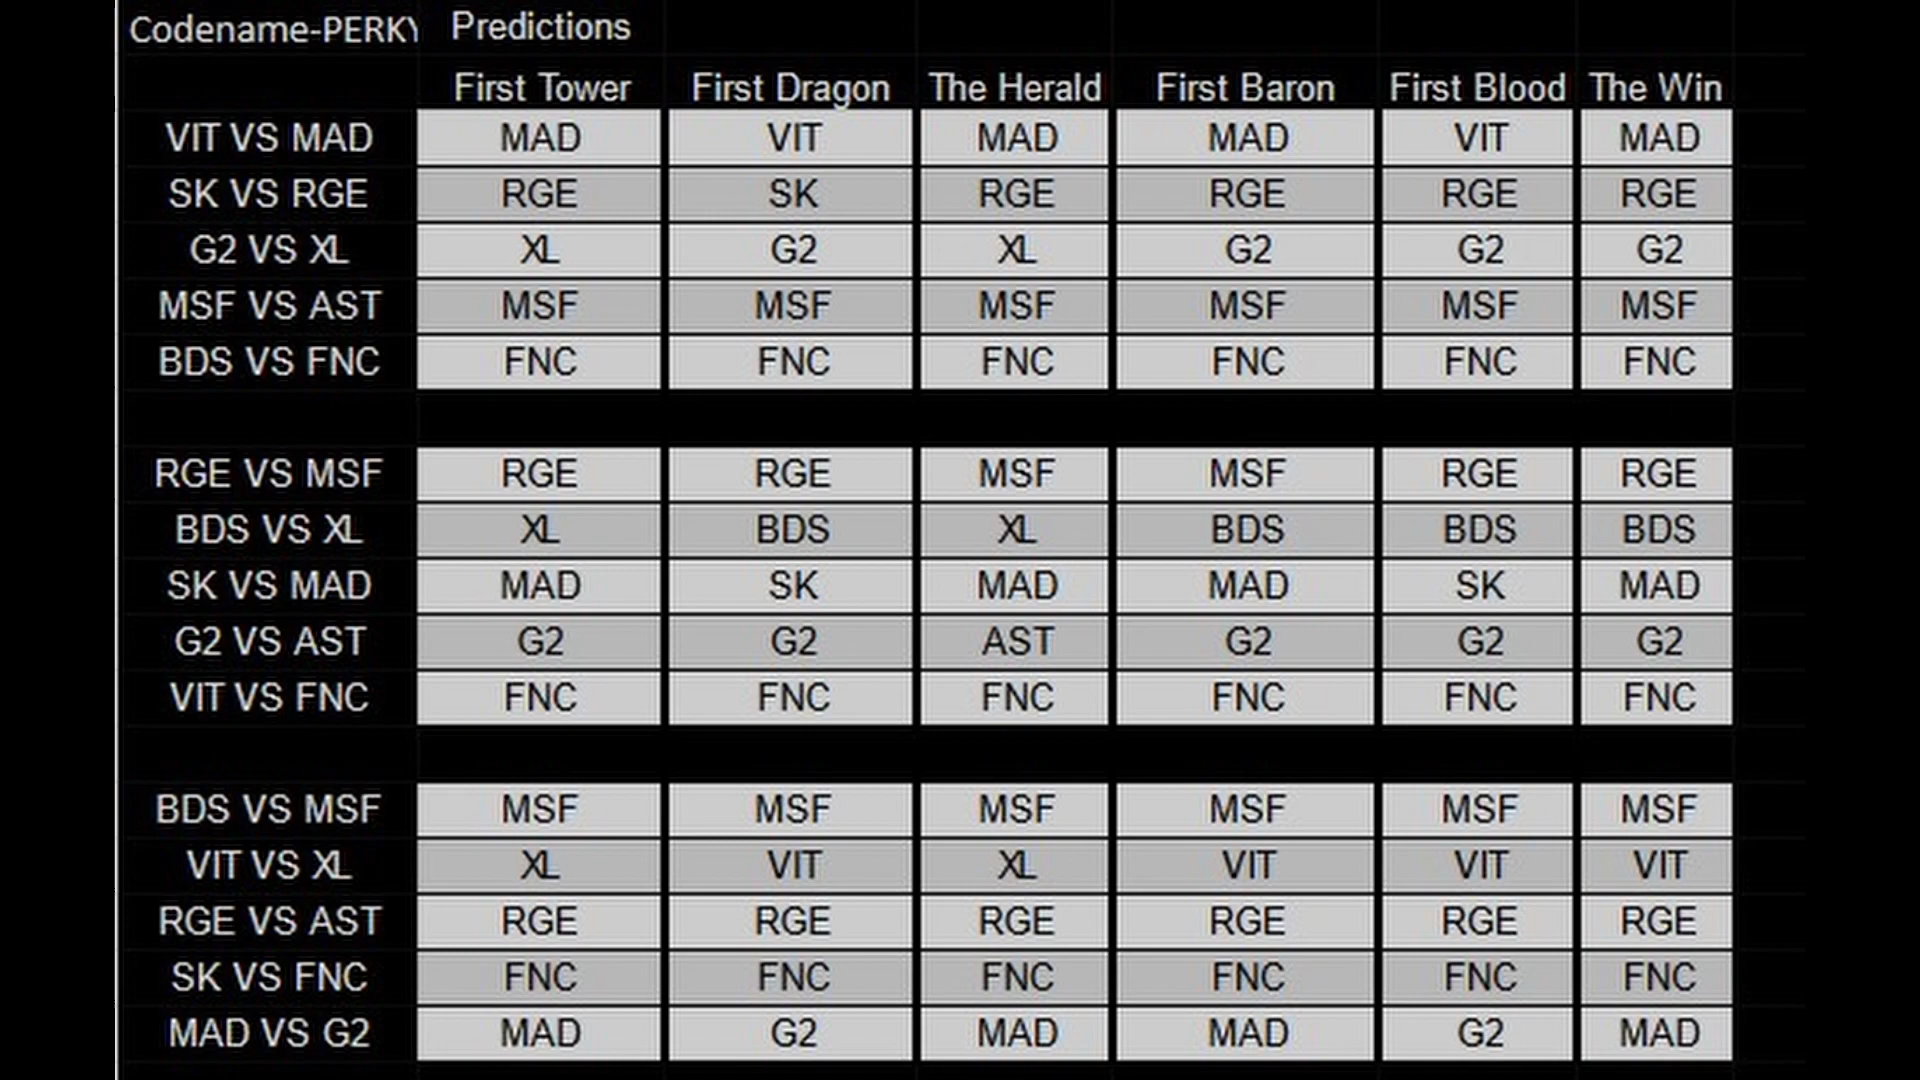 Codename-PERKY Predictions
First Tower First Dragon The Herald First Baron First Blood The Win
VIT VS MAD MAD VIT MAD MAD VIT MAD
SK VS RGE RGE SK RGE RGE RGE RGE
G2 VS XL XL G2 XL G2 G2 G2
MSF VS AST MSF MSF MSF MSF MSF MSF
BDS VS FNC FNC FNC FNC FNC FNC FNC
RGE VS MSF RGE RGE MSF MSF RGE RGE
BDS VS XL XL BDS XL BDS BDS BDS
SK VS MAD MAD SK MAD MAD SK MAD
G2 VS AST G2 G2 AST G2 G2 G2
VIT VS FNC FNC FNC FNC FNC FNC FNC
BDS VS MSF MSF MSF MSF MSF MSF MSF
VIT VS XL XL VIT XL VIT VIT VIT
RGE VS AST RGE RGE RGE RGE RGE RGE
SK VS FNC FNC FNC FNC FNC FNC FNC
MAD VS G2 MAD G2 MAD MAD G2 MAD